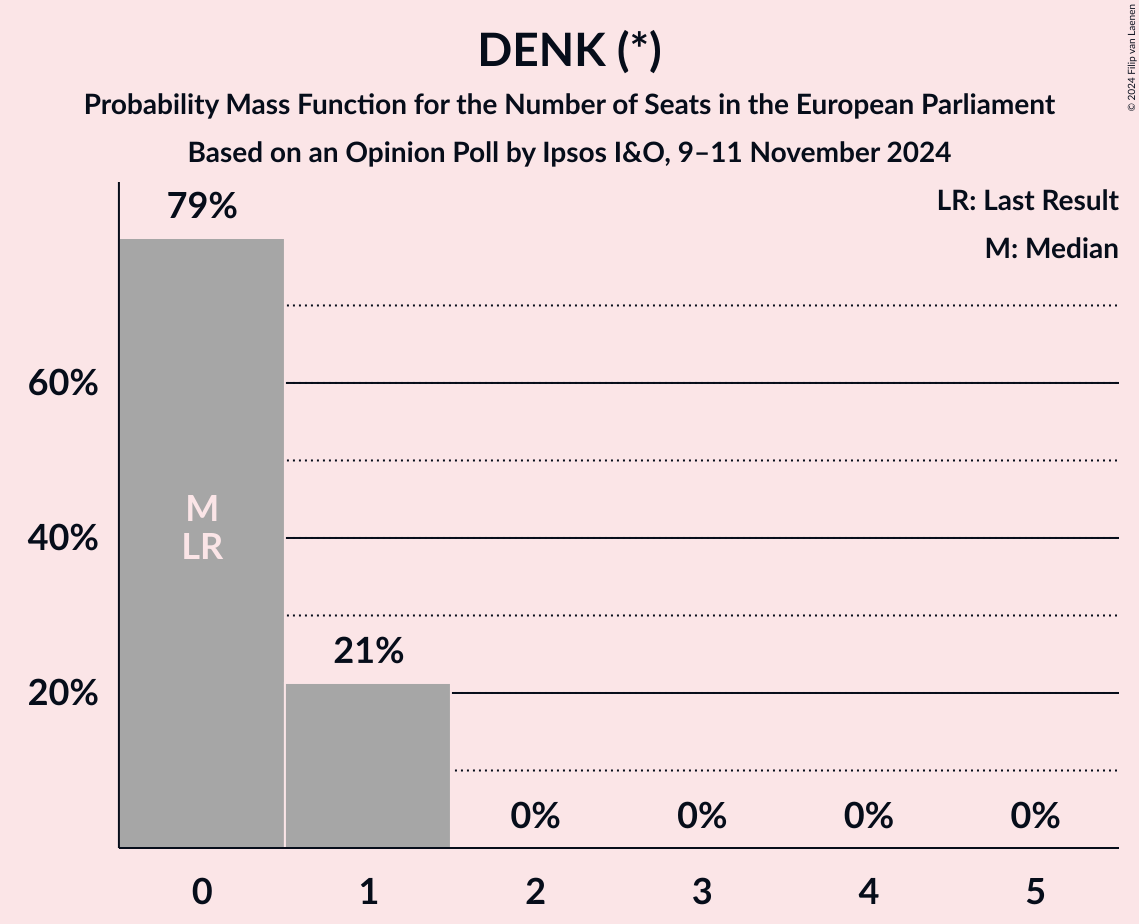 DENK (*)
Probability Mass Function for the Number of Seats in the European Parliament
Based on an Opinion Poll by Ipsos I&O, 9–11 November 2024
© 2024 Filip van Laenen
LR: Last Result
M: Median
79%
60%
M
40%
LR
21%
20%
0% 0% 0% 0%
0 1 2 3 4 5